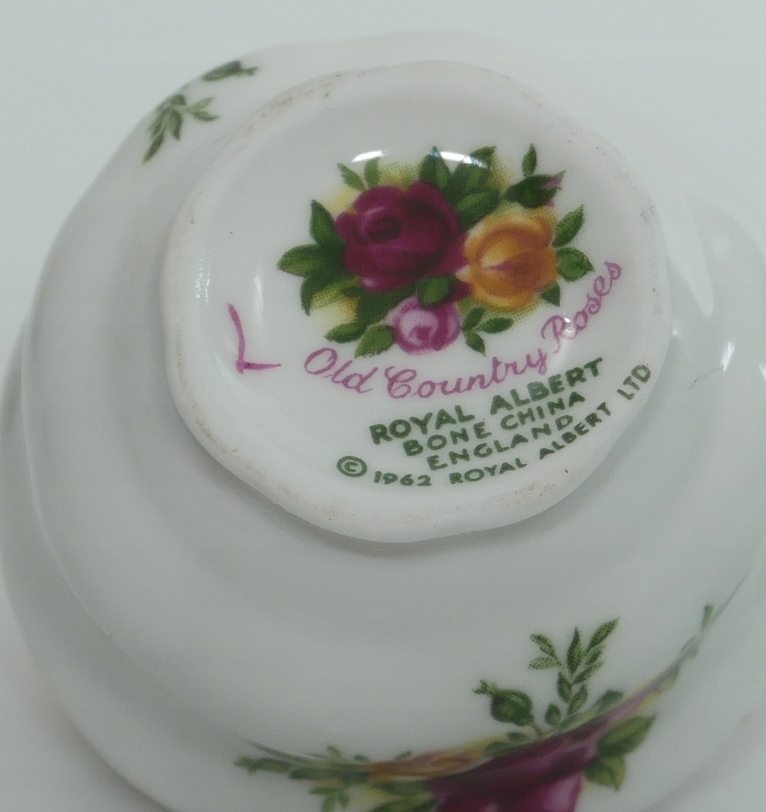 Old Country Roses
ROYAL ALBERT
BONE CHINA
ENGLAND
© 1962 ROYAL ALBERT LTD